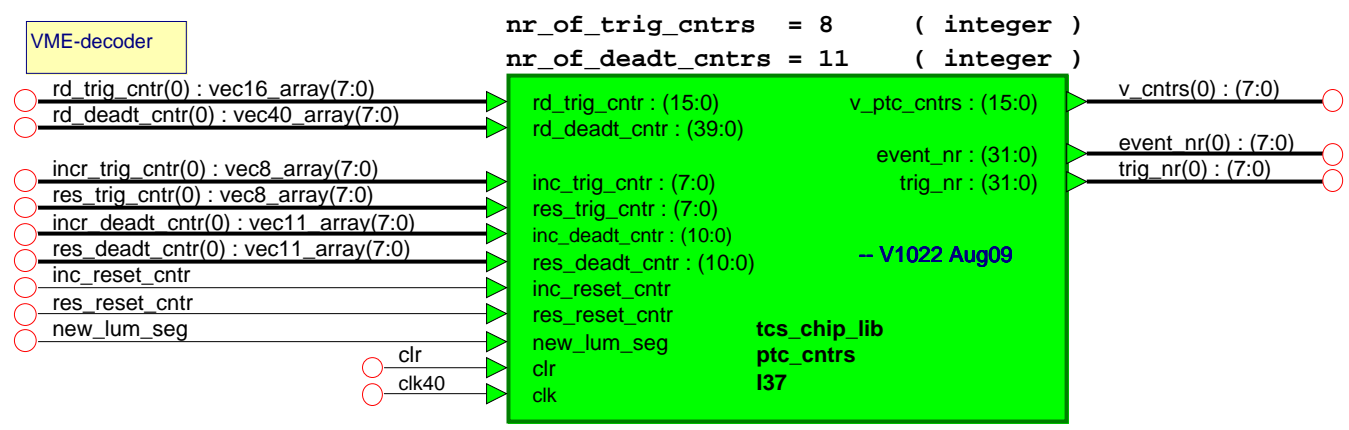 nr_of_trig_cntrs = 8 ( integer )
nr_of_deadt_cntrs = 11 ( integer )
VME-decoder
rd_trig_cntr(0) : vec16_array(7:0)
rd_deadt_cntr(0) : vec40_array(7:0)
incr_trig_cntr(0) : vec8_array(7:0)
res_trig_cntr(0) : vec8_array(7:0)
incr_deadt_cntr(0) : vec11_array(7:0)
res_deadt_cntr(0) : vec11_array(7:0)
inc_reset_cntr
res_reset_cntr
new_lum_seg
clr
clk40
rd_trig_cntr : (15:0)
rd_deadt_cntr : (39:0)
inc_trig_cntr : (7:0)
res_trig_cntr : (7:0)
inc_deadt_cntr : (10:0)
res_deadt_cntr : (10:0)
inc_reset_cntr
res_reset_cntr
new_lum_seg
clr
clk
v_ptc_cntrs : (15:0)
event_nr : (31:0)
trig_nr : (31:0)
-- V1022 Aug09
tcs_chip_lib
ptc_cntrs
I37
v_cntrs(0) : (7:0)
event_nr(0) : (7:0)
trig_nr(0) : (7:0)